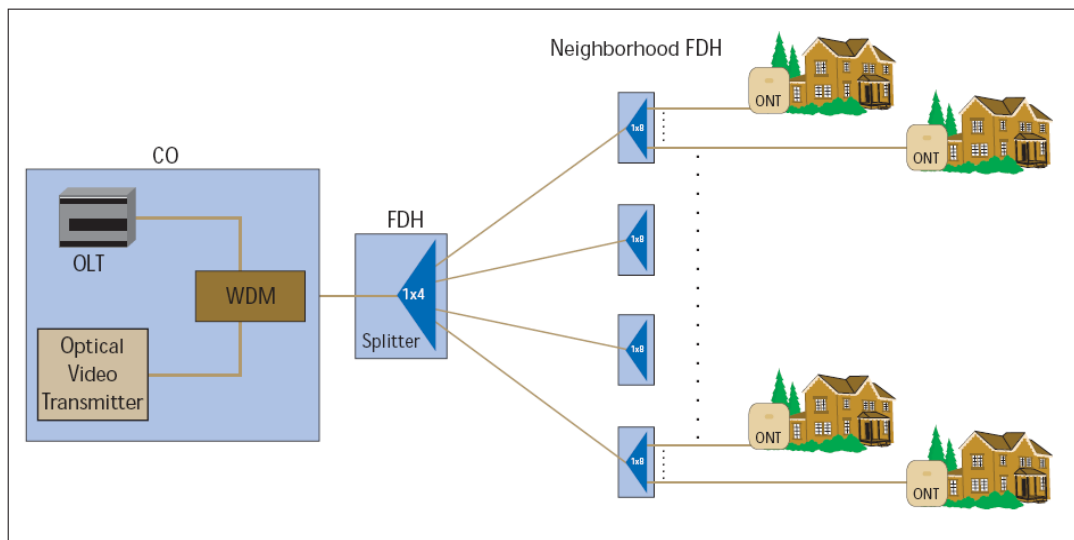 Neighborhood FDH
ONT
1x8
ONT
CO
FDH
1x8
OLT
WDM
1x4
Splitter
1x8
Optical
Video
Transmitter
ONT
1x8
ONT